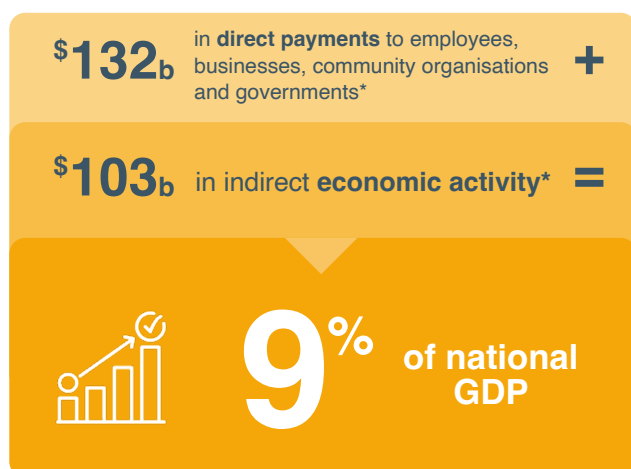 $132b in direct payments to employees, +
businesses, community organisations
and governments*
$103b in indirect economic activity* =
9% of national
GDP